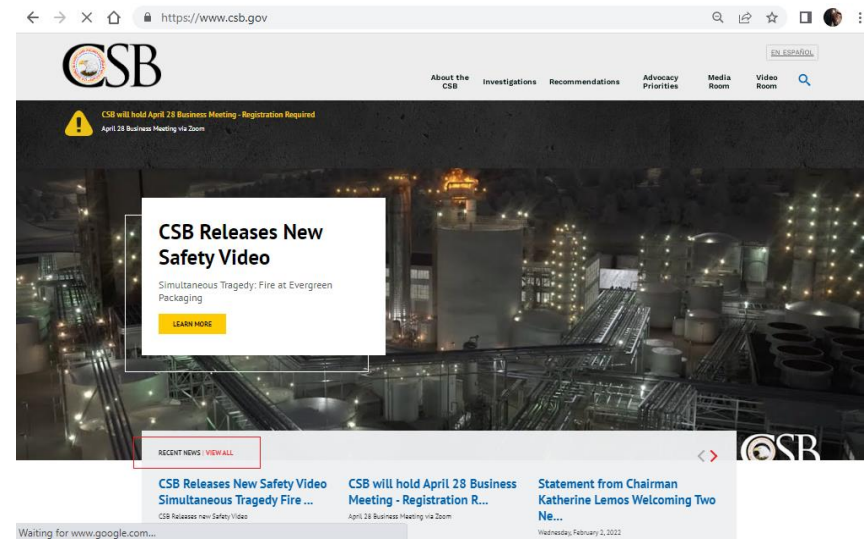 https://www.csb.gov
CSB
EN ESPAÑOL
About the CSB
Investigations
Recommendations
Advocacy Priorities
Media Room
Video Room
CSB will hold April 28 Business Meeting - Registration Required
April 28 Business Meeting via Zoom
CSB Releases New
Safety Video
Simultaneous Tragedy: Fire at Evergreen
Packaging
LEARN MORE
CSB
RECENT NEWS | VIEW ALL
CSB Releases New Safety Video
Simultaneous Tragedy Fire ...
CSB Releases new Safety Video
CSB will hold April 28 Business
Meeting - Registration R...
April 28 Business Meeting via Zoom
Statement from Chairman
Katherine Lemos Welcoming Two
Ne...
Wednesday, February 2, 2022
Waiting for www.google.com...